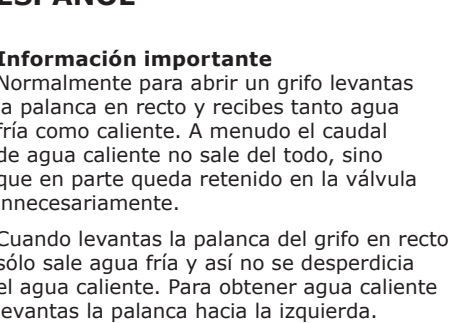 ESPAÑOL
Información importante
Normalmente para abrir un grifo levantas
la palanca en recto y recibes tanto agua
fría como caliente. A menudo el caudal
de agua caliente no sale del todo, sino
que en parte queda retenido en la válvula
innecesariamente.
Cuando levantas la palanca del grifo en recto
sólo sale agua fría y así no se desperdicia
el agua caliente. Para obtener agua caliente
levantas la palanca hacia la izquierda.